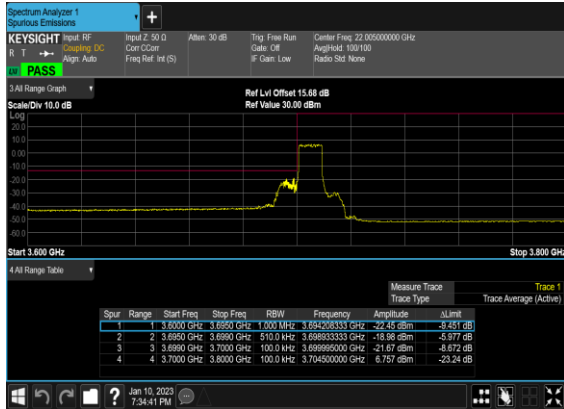 Spectrum Analyzer 1
Spurious Emissions
KEYSIGHT Input: RF Input Z: 50 Ω Atten: 30 dB Trig: Free Run Center Freq: 22.005000000 GHz
R T Coupling: DC Corr CCorr Gate: Off Avg|Hold: 100/100
Align: Auto Freq Ref: Int (S) IF Gain: Low Radio Std: None
LXI PASS
3 All Range Graph
Ref Lvl Offset 15.68 dB
Scale/Div 10.0 dB Ref Value 30.00 dBm
Log
20.0
10.0
0.00
-10.0
-20.0
-30.0
-40.0
-50.0
-60.0
Start 3.600 GHz Stop 3.800 GHz
4 All Range Table
Measure Trace Trace 1
Trace Type Trace Average (Active)
Spur Range Start Freq Stop Freq RBW Frequency Amplitude ΔLimit
1 1 3.6000 GHz 3.6950 GHz 1.000 MHz 3.694208333 GHz -22.45 dBm -9.451 dB
2 2 3.6950 GHz 3.6990 GHz 510.0 kHz 3.698933333 GHz -18.98 dBm -5.977 dB
3 3 3.6990 GHz 3.7000 GHz 100.0 kHz 3.699995000 GHz -21.67 dBm -8.672 dB
4 4 3.7000 GHz 3.8000 GHz 100.0 kHz 3.704500000 GHz 6.757 dBm -23.24 dB
Jan 10, 2023
7:34:41 PM